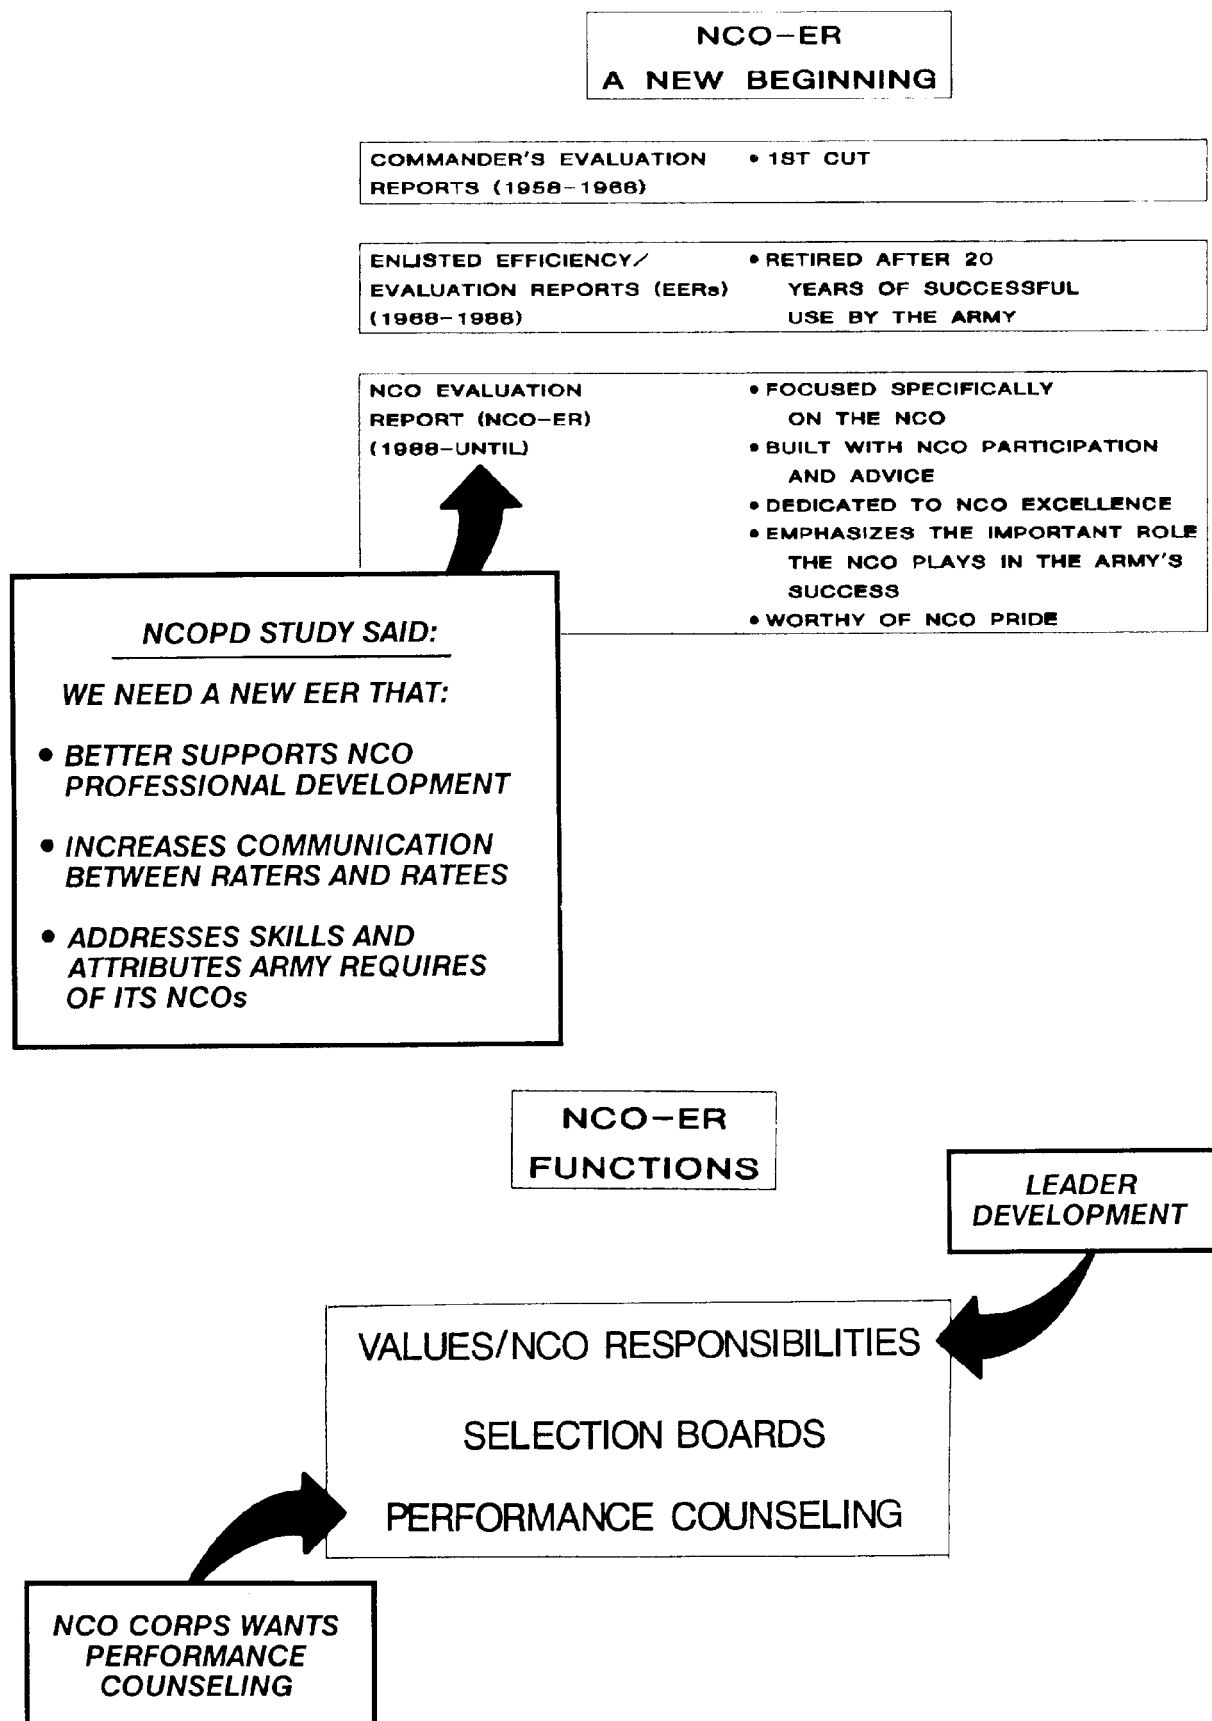 NCO-ER
A NEW BEGINNING
COMMANDER'S EVALUATION
REPORTS (1958-1968)
• 1ST CUT
ENLISTED EFFICIENCY/
EVALUATION REPORTS (EERs)
(1968-1988)
• RETIRED AFTER 20
YEARS OF SUCCESSFUL
USE BY THE ARMY
NCO EVALUATION
REPORT (NCO-ER)
(1988-UNTIL)
• FOCUSED SPECIFICALLY
ON THE NCO
• BUILT WITH NCO PARTICIPATION
AND ADVICE
• DEDICATED TO NCO EXCELLENCE
• EMPHASIZES THE IMPORTANT ROLE
THE NCO PLAYS IN THE ARMY'S
SUCCESS
• WORTHY OF NCO PRIDE
NCOPD STUDY SAID:
WE NEED A NEW EER THAT:
• BETTER SUPPORTS NCO
PROFESSIONAL DEVELOPMENT
• INCREASES COMMUNICATION
BETWEEN RATERS AND RATEES
• ADDRESSES SKILLS AND
ATTRIBUTES ARMY REQUIRES
OF ITS NCOs
NCO-ER
FUNCTIONS
LEADER
DEVELOPMENT
VALUES/NCO RESPONSIBILITIES
SELECTION BOARDS
PERFORMANCE COUNSELING
NCO CORPS WANTS
PERFORMANCE
COUNSELING